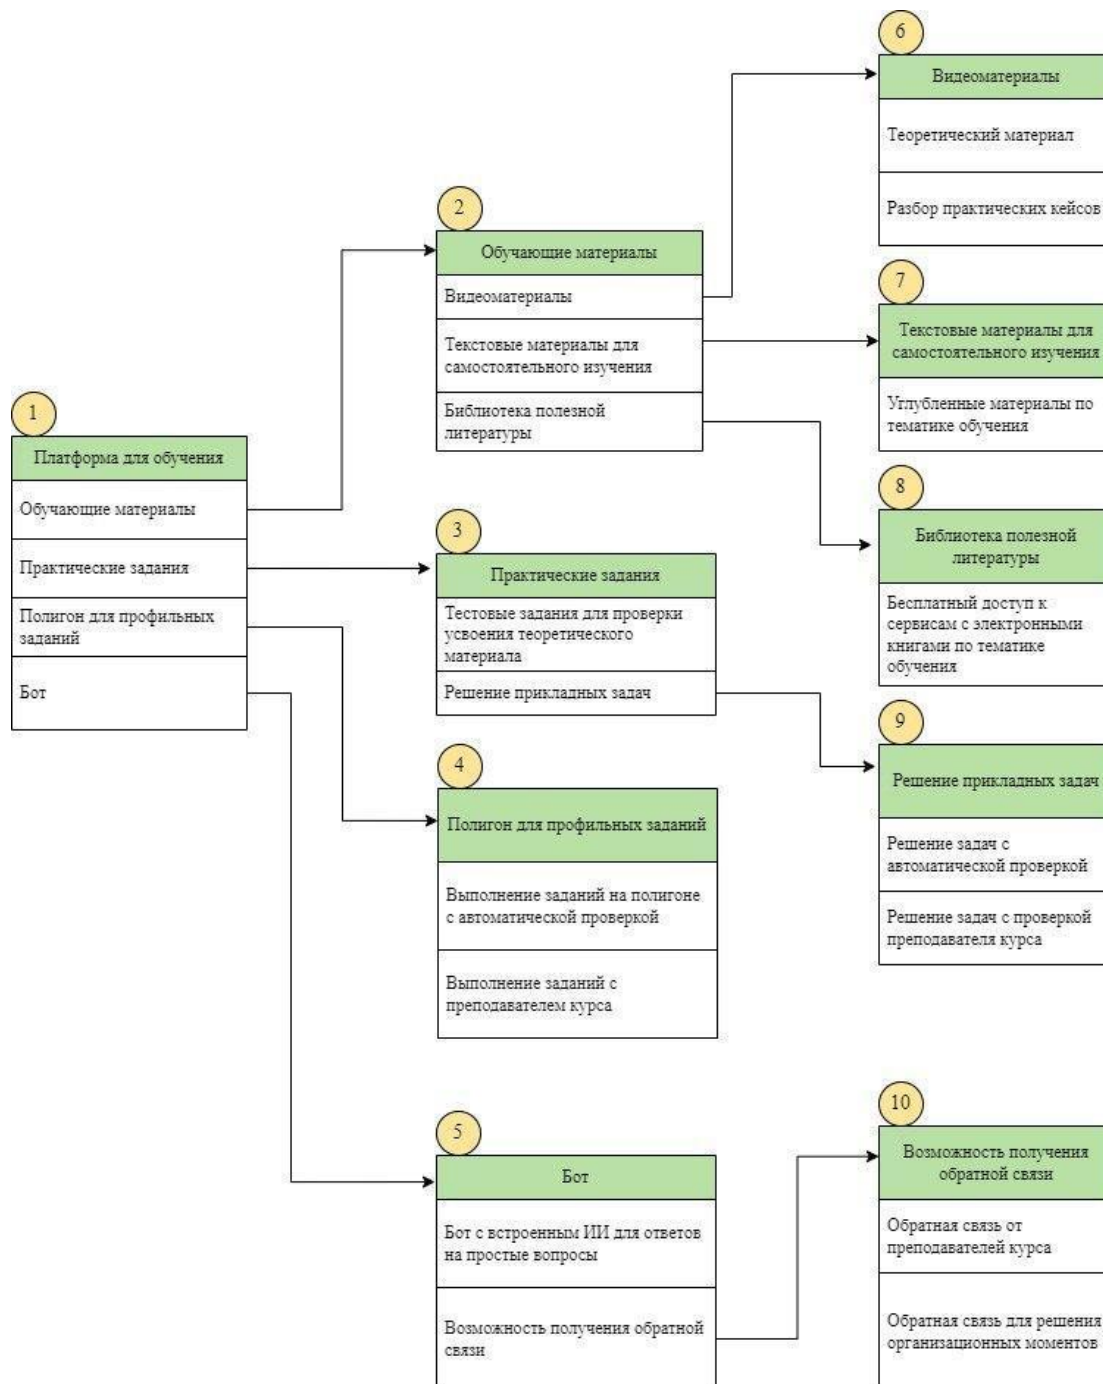 1
Платформа для обучения
Обучающие материалы
Практические задания
Полигон для профильных
заданий
Бот
2
Обучающие материалы
Видеоматериалы
Текстовые материалы для
самостоятельного изучения
Библиотека полезной
литературы
3
Практические задания
Тестовые задания для проверки
усвоения теоретического
материала
Решение прикладных задач
4
Полигон для профильных заданий
Выполнение заданий на полигоне
с автоматической проверкой
Выполнение заданий с
преподавателем курса
5
Бот
Бот с встроенным ИИ для ответов
на простые вопросы
Возможность получения обратной
связи
6
Видеоматериалы
Теоретический материал
Разбор практических кейсов
7
Текстовые материалы для
самостоятельного изучения
Углубленные материалы по
тематике обучения
8
Библиотека полезной
литературы
Бесплатный доступ к
сервисам с электронными
книгами по тематике
обучения
9
Решение прикладных задач
Решение задач с
автоматической проверкой
Решение задач с проверкой
преподавателя курса
10
Возможность получения
обратной связи
Обратная связь от
преподавателей курса
Обратная связь для решения
организационных моментов